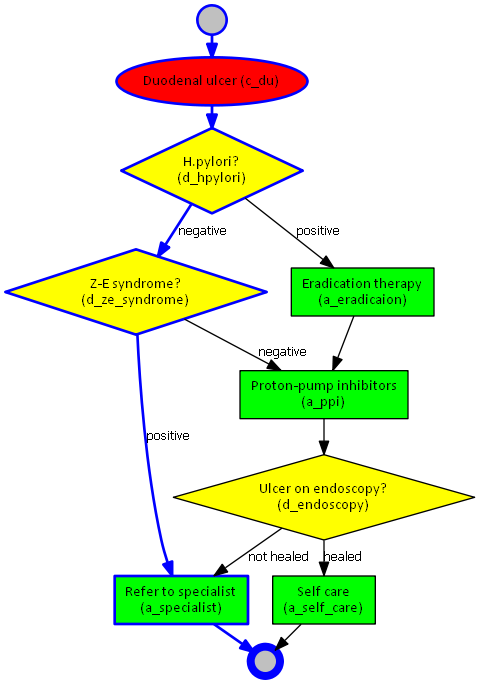 Duodenal ulcer (c_du)
H.pylori?
(d_hpylori)
negative
positive
Z-E syndrome?
(d_ze_syndrome)
Eradication therapy
(a_eradicaion)
negative
Proton-pump inhibitors
(a_ppi)
positive
Ulcer on endoscopy?
(d_endoscopy)
not healed
healed
Refer to specialist
(a_specialist)
Self care
(a_self_care)